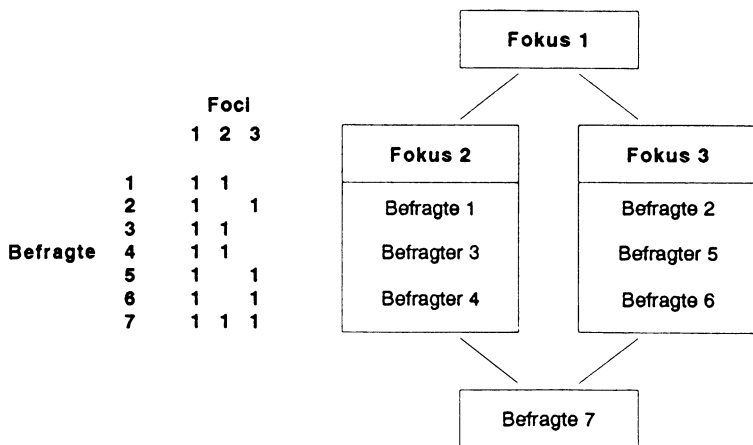 Foci
1 2 3
1 1 1
2 1 1
3 1 1
Befragte 4 1 1
5 1 1
6 1 1
7 1 1 1
Fokus 1
Fokus 2
Befragte 1
Befragter 3
Befragter 4
Fokus 3
Befragte 2
Befragter 5
Befragte 6
Befragte 7